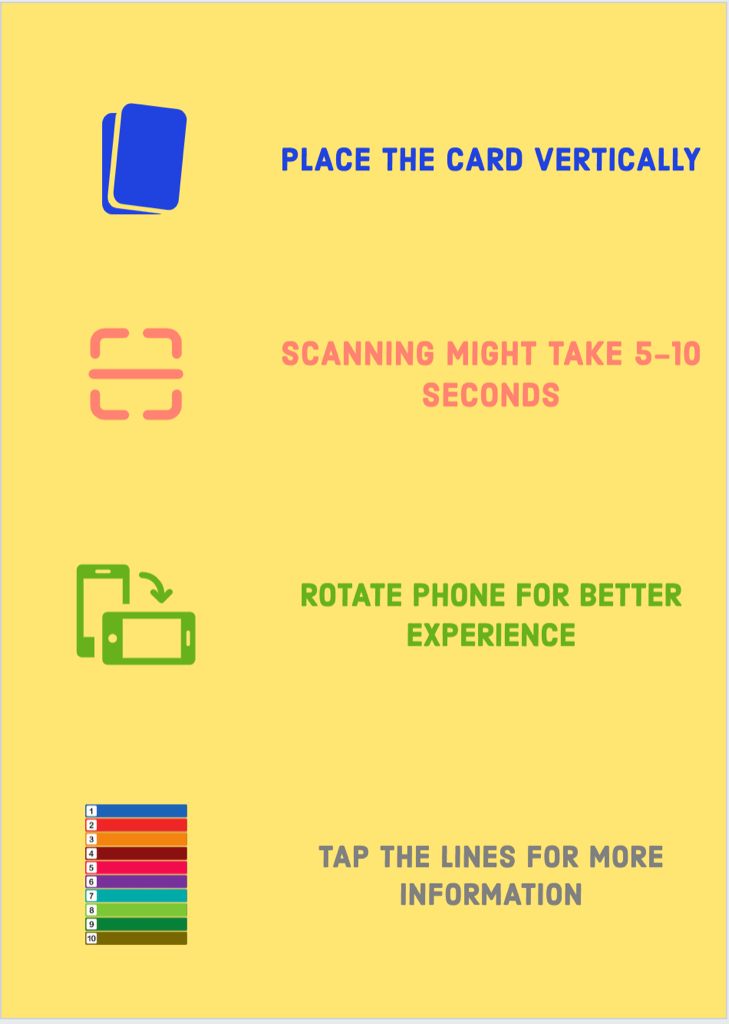 PLACE THE CARD VERTICALLY
SCANNING MIGHT TAKE 5-10
SECONDS
ROTATE PHONE FOR BETTER
EXPERIENCE
1
2
3
4
5
6
7
8
9
10
TAP THE LINES FOR MORE
INFORMATION